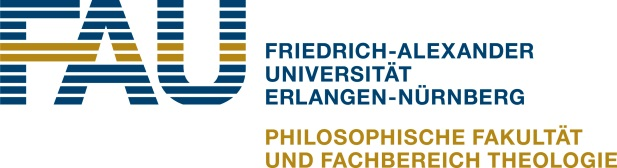 FAU
FRIEDRICH-ALEXANDER
UNIVERSITÄT
ERLANGEN-NÜRNBERG
PHILOSOPHISCHE FAKULTÄT
UND FACHBEREICH THEOLOGIE